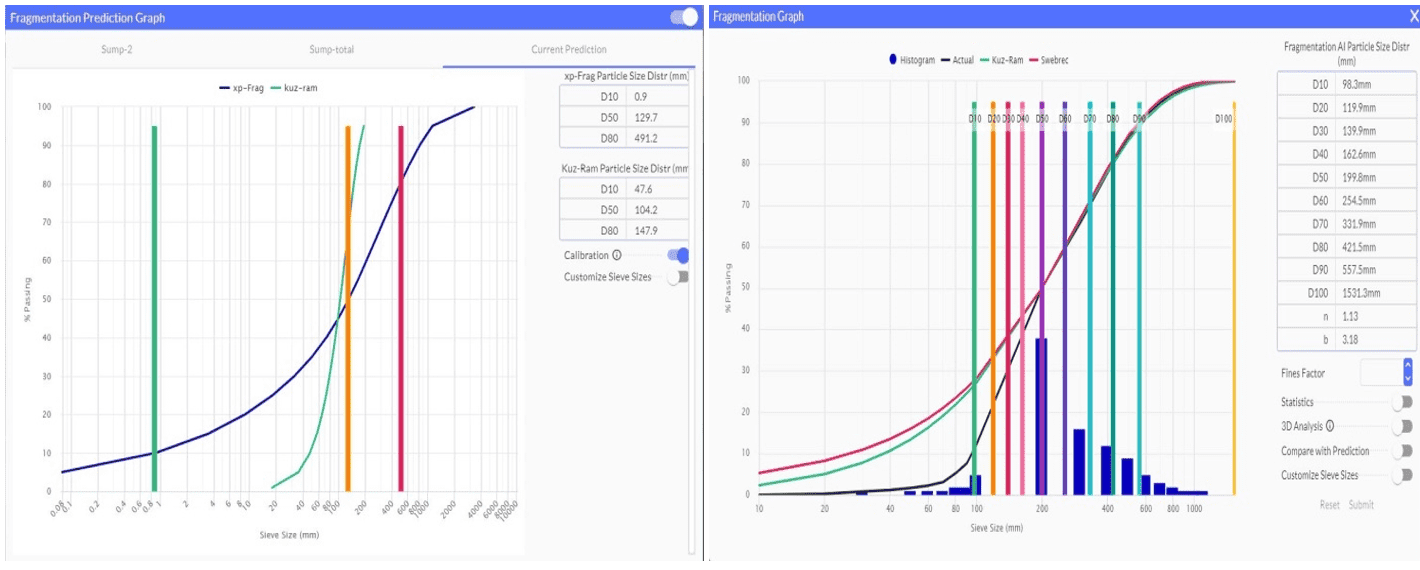 Fragmentation Prediction Graph
Sump-2 Sump-total Current Prediction
xp-Frag kuz-ram
100
90
80
70
60
50
40
30
20
10
0
% Passing
0.2 0.4 0.6 0.8 1 2 4 6 8 20 40 60 80 100 200 400 600 1000 2000 4000 6000 8000 10000
Sieve Size (mm)
xp-Frag Particle Size Distr (mm)
D10 0.9
D50 129.7
D80 491.2
Kuz-Ram Particle Size Distr (mm
D10 47.6
D50 104.2
D80 147.9
Calibration
Customize Sieve Sizes
Fragmentation Graph X
Histogram Actual Kuz-Ram Swebrec
D10 D20 D30 D40 D50 D60 D70 D80 D90 D100
100
90
80
70
60
50
40
30
20
10
0
% Passing
10 20 40 60 80 100 200 400 600 800 1000
Sieve Size (mm)
Fragmentation AI Particle Size Distr
(mm)
D10 98.3mm
D20 119.9mm
D30 139.9mm
D40 162.6mm
D50 199.8mm
D60 254.5mm
D70 331.9mm
D80 421.5mm
D90 557.5mm
D100 1531.3mm
n 1.13
b 3.18
Fines Factor
Statistics
3D Analysis
Compare with Prediction
Customize Sieve Sizes
Reset Submit